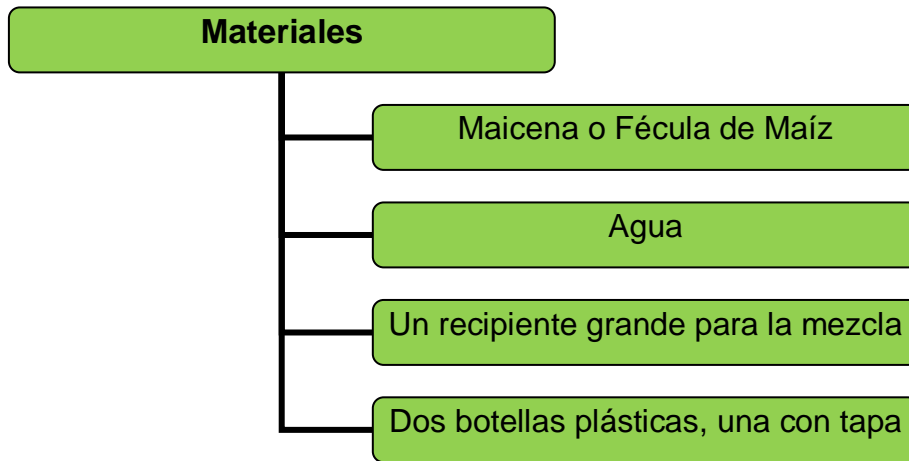 Materiales
Maicena o Fécula de Maíz
Agua
Un recipiente grande para la mezcla
Dos botellas plásticas, una con tapa